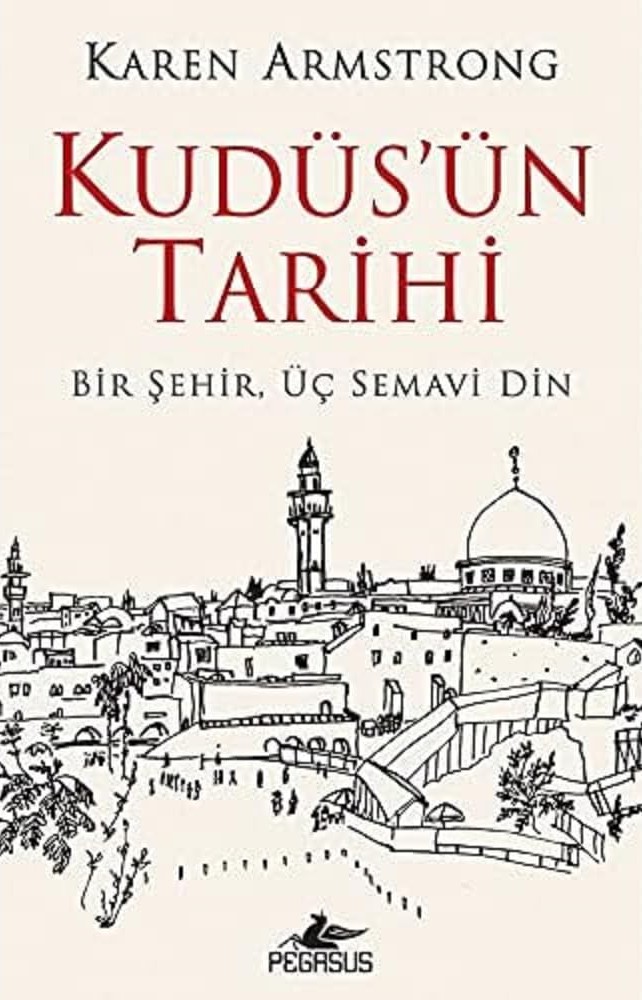 KAREN ARMSTRONG
KUDÜS'ÜN
TARİHİ
BİR ŞEHİR, ÜÇ SEMAVİ DİN
PEGASUS